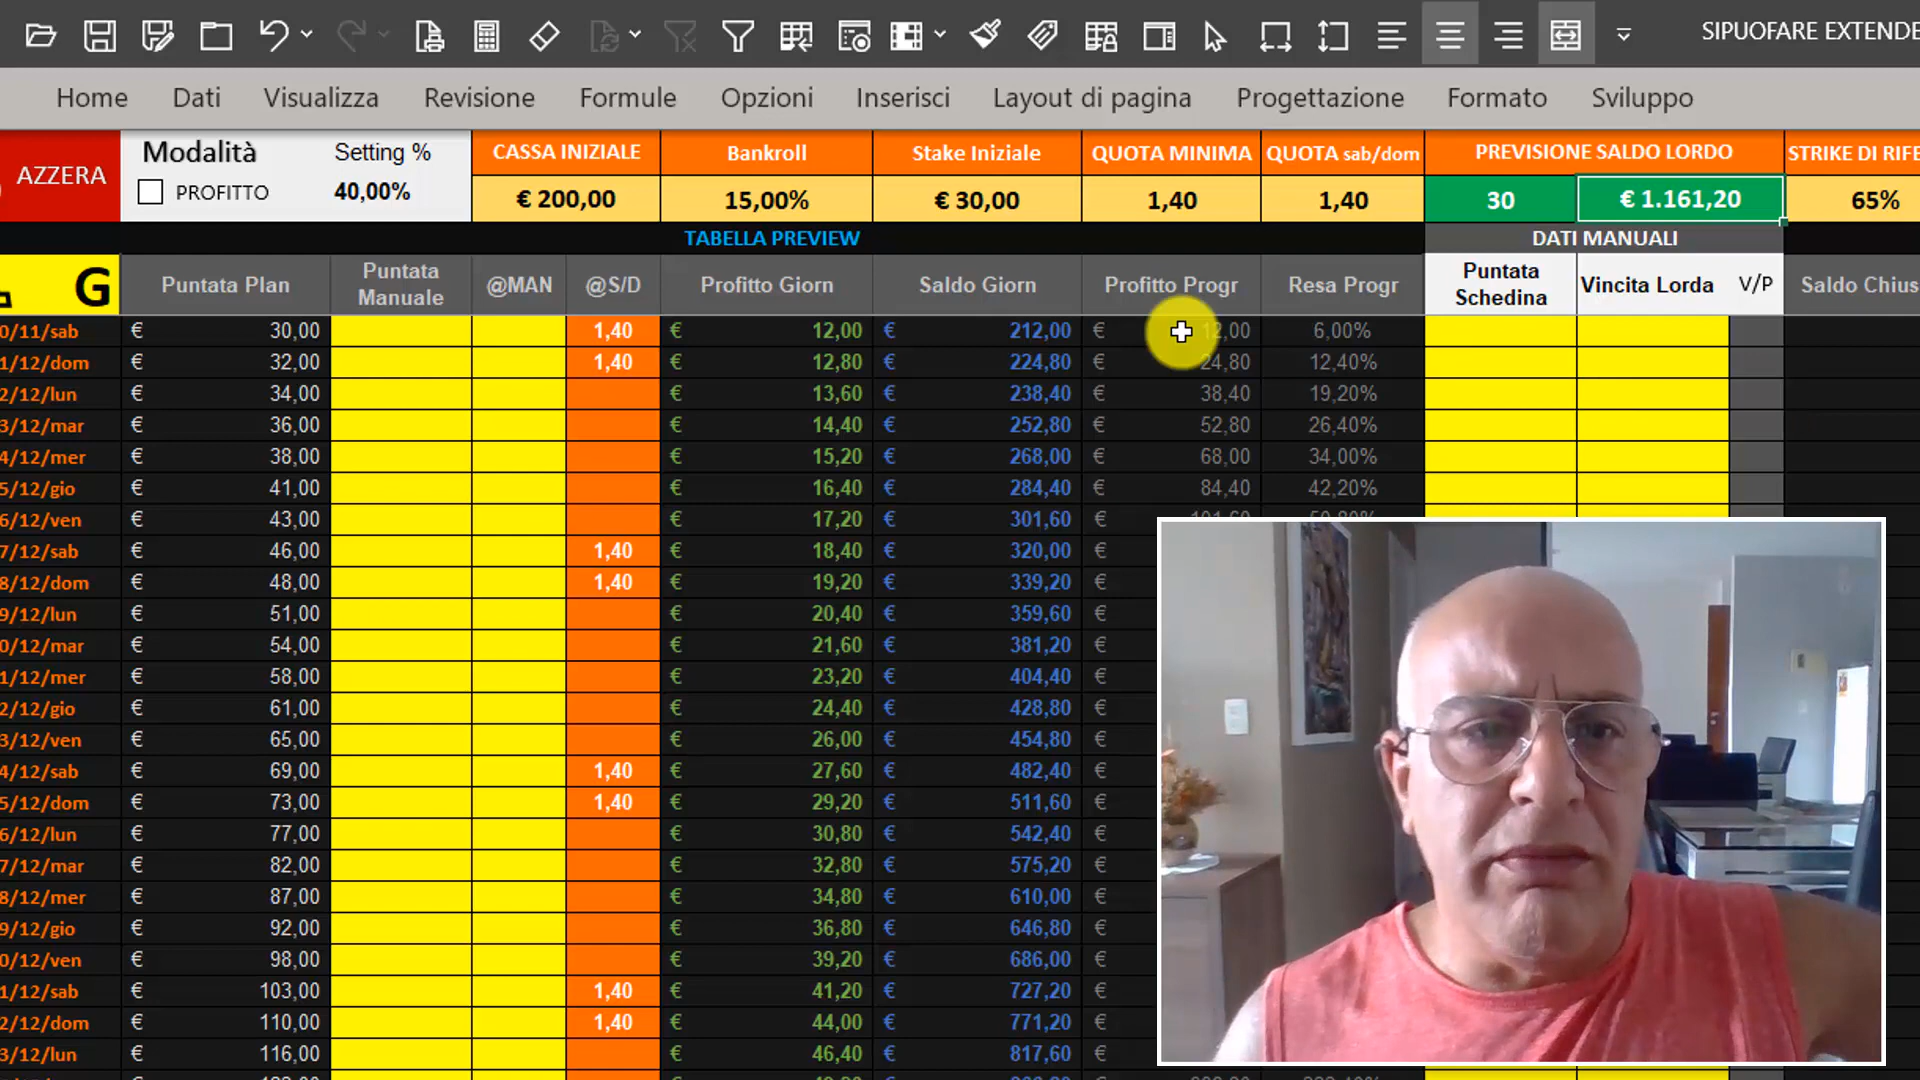 SIPUOFARE EXTENDE
Home Dati Visualizza Revisione Formule Opzioni Inserisci Layout di pagina Progettazione Formato Sviluppo
AZZERA
Modalità Setting %
PROFITTO 40,00%
CASSA INIZIALE Bankroll Stake Iniziale QUOTA MINIMA QUOTA sab/dom PREVISIONE SALDO LORDO STRIKE DI RIFE
€ 200,00 15,00% € 30,00 1,40 1,40 30 € 1.161,20 65%
TABELLA PREVIEW DATI MANUALI
G Puntata Plan Puntata Manuale @MAN @S/D Profitto Giorn Saldo Giorn Profitto Progr Resa Progr Puntata Schedina Vincita Lorda V/P Saldo Chius
0/11/sab € 30,00 1,40 € 12,00 € 212,00 € 12,00 6,00%
1/12/dom € 32,00 1,40 € 12,80 € 224,80 € 24,80 12,40%
2/12/lun € 34,00 € 13,60 € 238,40 € 38,40 19,20%
3/12/mar € 36,00 € 14,40 € 252,80 € 52,80 26,40%
4/12/mer € 38,00 € 15,20 € 268,00 € 68,00 34,00%
5/12/gio € 41,00 € 16,40 € 284,40 € 84,40 42,20%
6/12/ven € 43,00 € 17,20 € 301,60 €
7/12/sab € 46,00 1,40 € 18,40 € 320,00 €
8/12/dom € 48,00 1,40 € 19,20 € 339,20 €
9/12/lun € 51,00 € 20,40 € 359,60 €
0/12/mar € 54,00 € 21,60 € 381,20 €
1/12/mer € 58,00 € 23,20 € 404,40 €
2/12/gio € 61,00 € 24,40 € 428,80 €
3/12/ven € 65,00 € 26,00 € 454,80 €
4/12/sab € 69,00 1,40 € 27,60 € 482,40 €
5/12/dom € 73,00 1,40 € 29,20 € 511,60 €
6/12/lun € 77,00 € 30,80 € 542,40 €
7/12/mar € 82,00 € 32,80 € 575,20 €
8/12/mer € 87,00 € 34,80 € 610,00 €
9/12/gio € 92,00 € 36,80 € 646,80 €
0/12/ven € 98,00 € 39,20 € 686,00 €
1/12/sab € 103,00 1,40 € 41,20 € 727,20 €
2/12/dom € 110,00 1,40 € 44,00 € 771,20 €
3/12/lun € 116,00 € 46,40 € 817,60 €